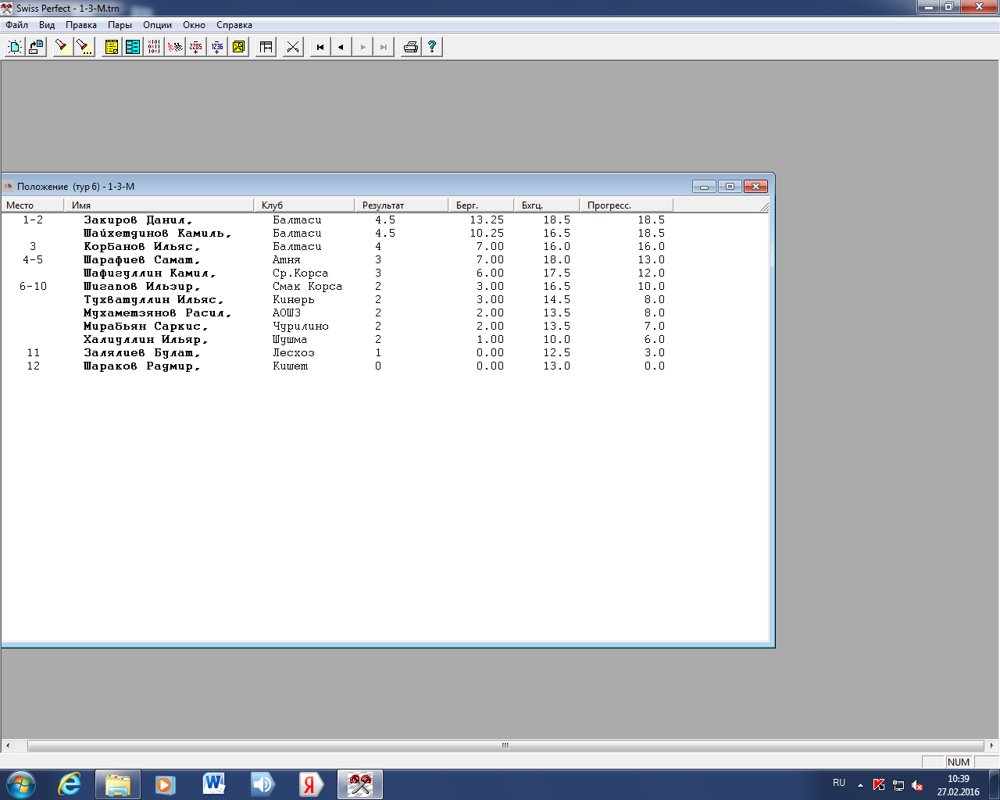 Swiss Perfect - 1-3-M.trn
Файл Вид Правка Пары Опции Окно Справка
Положение (тур 6) - 1-3-М
Место Имя Клуб Результат Берг. Бхгц. Прогресс.
1-2 Закиров Данил, Балтаси 4.5 13.25 18.5 18.5
Шайхетдинов Камиль, Балтаси 4.5 10.25 16.5 18.5
3 Корбанов Ильяс, Балтаси 4 7.00 16.0 16.0
4-5 Шарафиев Самат, Атня 3 7.00 18.0 13.0
Шафигуллин Камил, Ср.Корса 3 6.00 17.5 12.0
6-10 Шигапов Ильзир, Смак Корса 2 3.00 16.5 10.0
Тухватуллин Ильяс, Кинерь 2 3.00 14.5 8.0
Мухаметзянов Расил, АОШ3 2 2.00 13.5 8.0
Мирабьян Саркис, Чурилино 2 2.00 13.5 7.0
Халиуллин Ильяр, Шушма 2 1.00 10.0 6.0
11 Залялиев Булат, Лесхоз 1 0.00 12.5 3.0
12 Шараков Радмир, Кишет 0 0.00 13.0 0.0
NUM
RU
10:39
27.02.2016